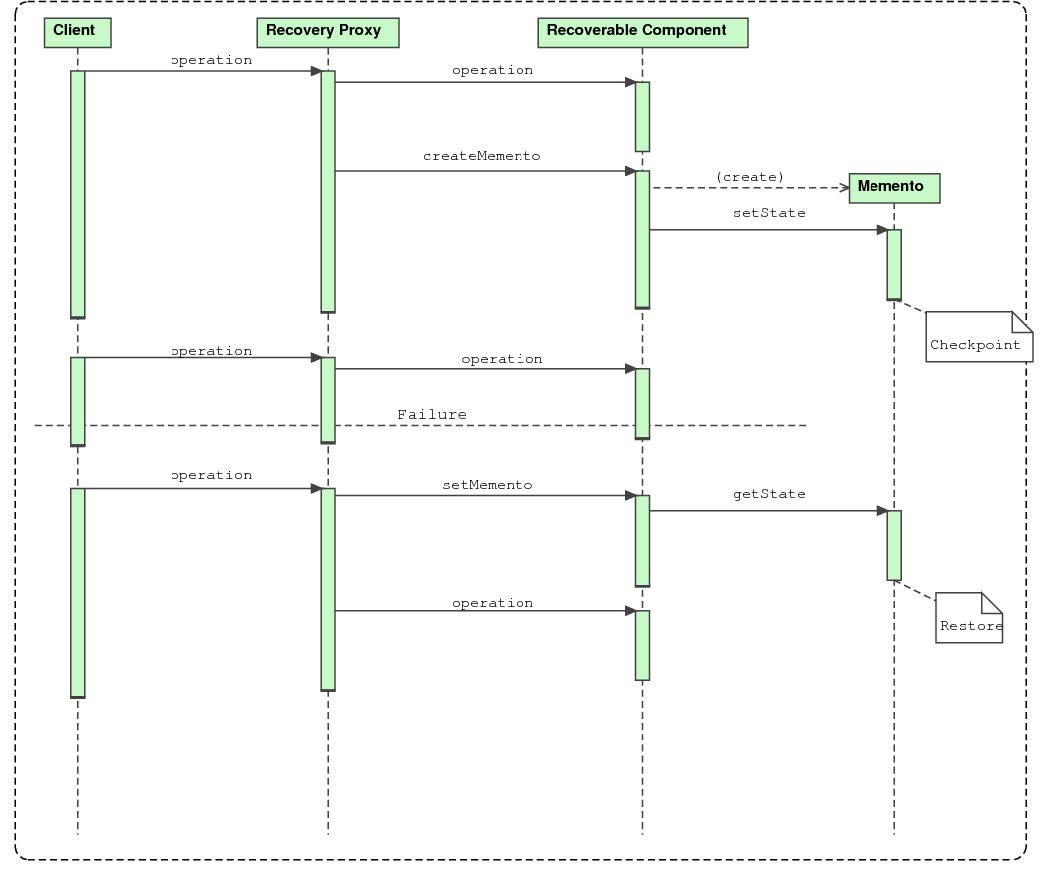 Client
Recovery Proxy
Recoverable Component
operation
operation
createMemento
(create)
Memento
setState
Checkpoint
operation
operation
Failure
operation
setMemento
getState
operation
Restore